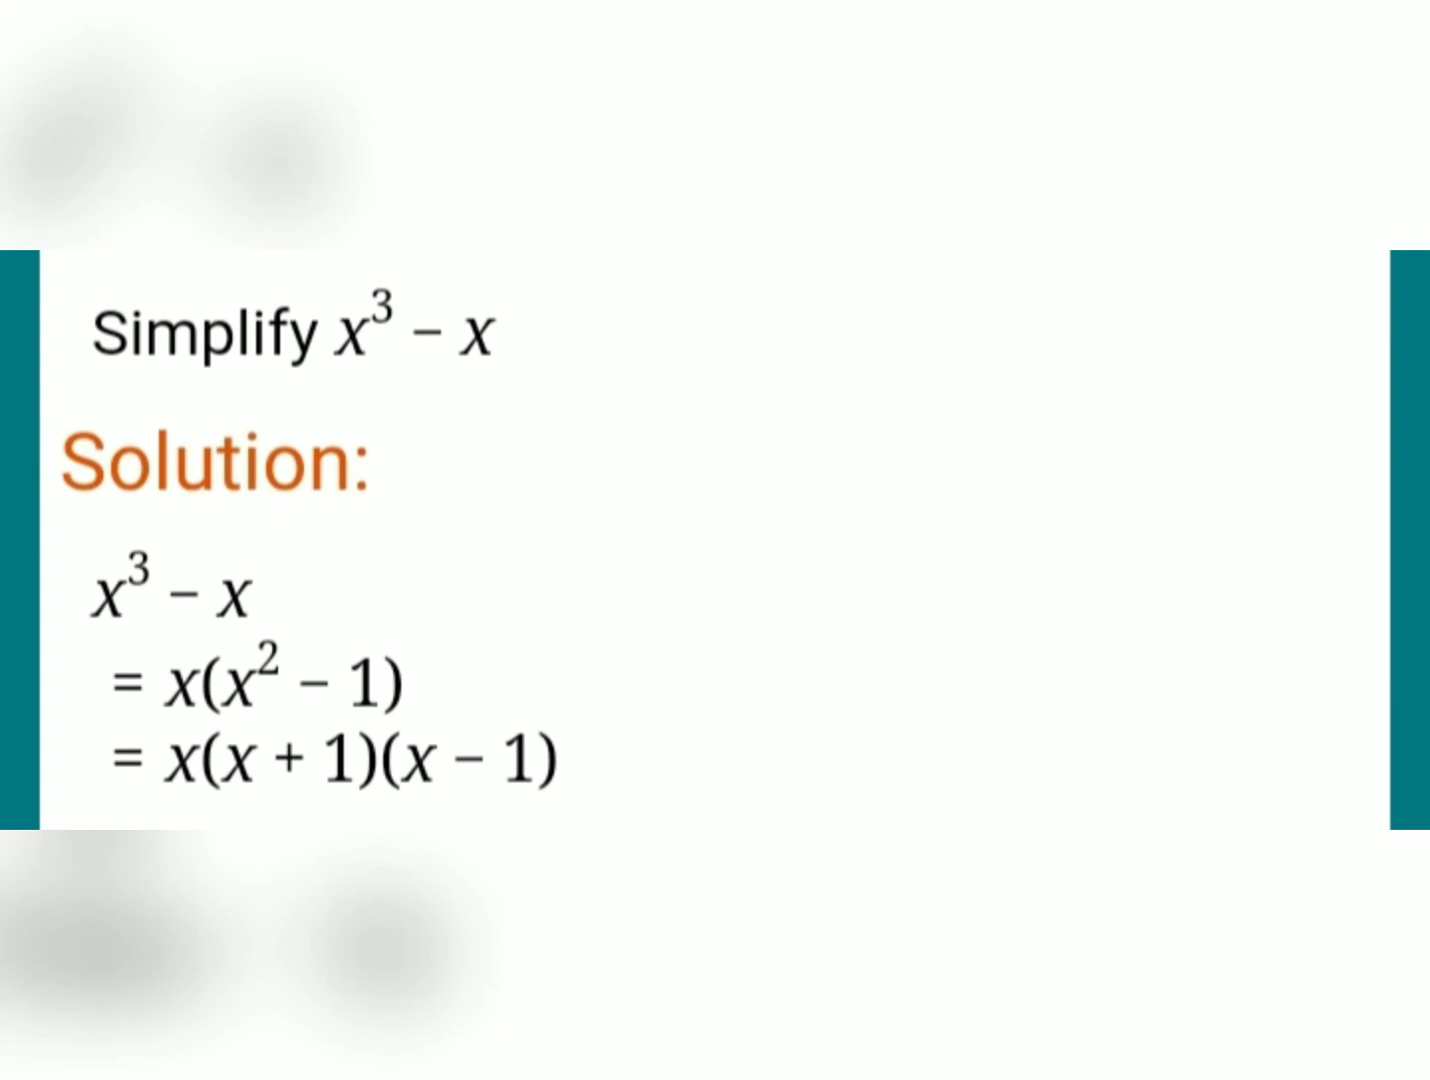 Simplify x³ − x
Solution:
x³ − x
= x(x² − 1)
= x(x + 1)(x − 1)